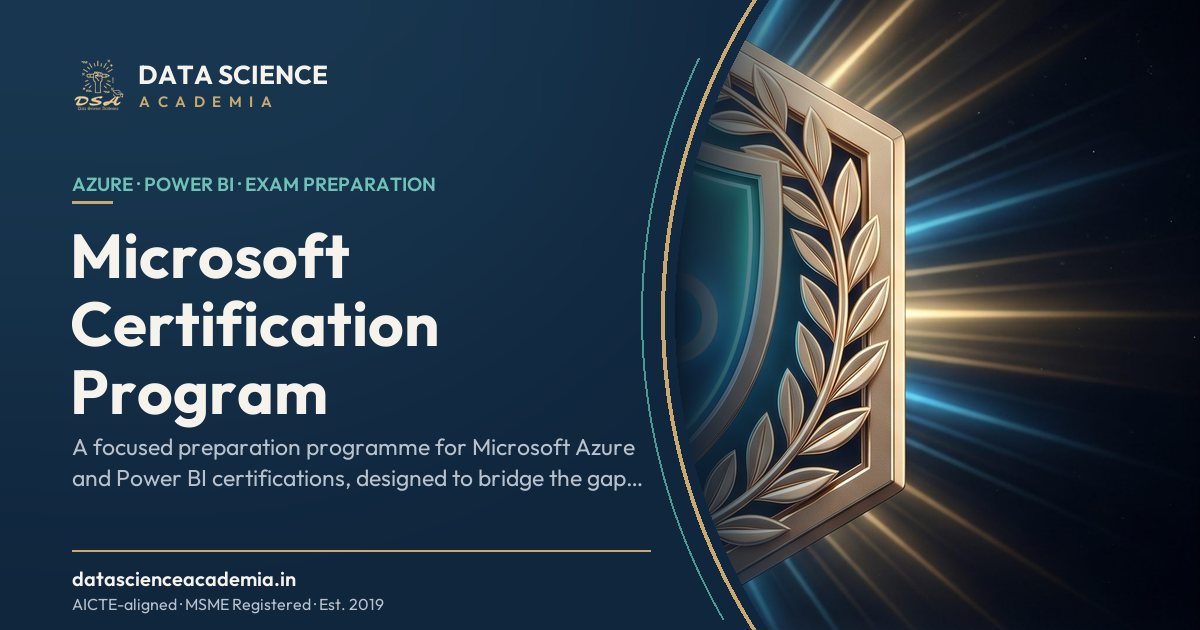 DATA SCIENCE
ACADEMIA
DSA
AZURE · POWER BI · EXAM PREPARATION
Microsoft
Certification
Program
A focused preparation programme for Microsoft Azure
and Power BI certifications, designed to bridge the gap...
datascienceacademia.in
AICTE-aligned · MSME Registered · Est. 2019